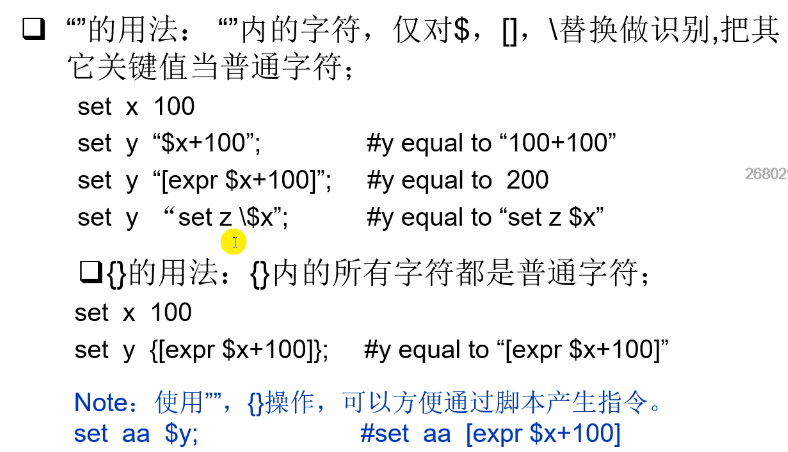 “”的用法： “”内的字符，仅对$，[]，\替换做识别,把其
它关键值当普通字符；
set x 100
set y “$x+100”; #y equal to “100+100”
set y “[expr $x+100]”; #y equal to 200
268029
set y “set z \$x”; #y equal to “set z $x”
{}的用法：{}内的所有字符都是普通字符；
set x 100
set y {[expr $x+100]}; #y equal to “[expr $x+100]”
Note：使用””，{}操作，可以方便通过脚本产生指令。
set aa $y; #set aa [expr $x+100]